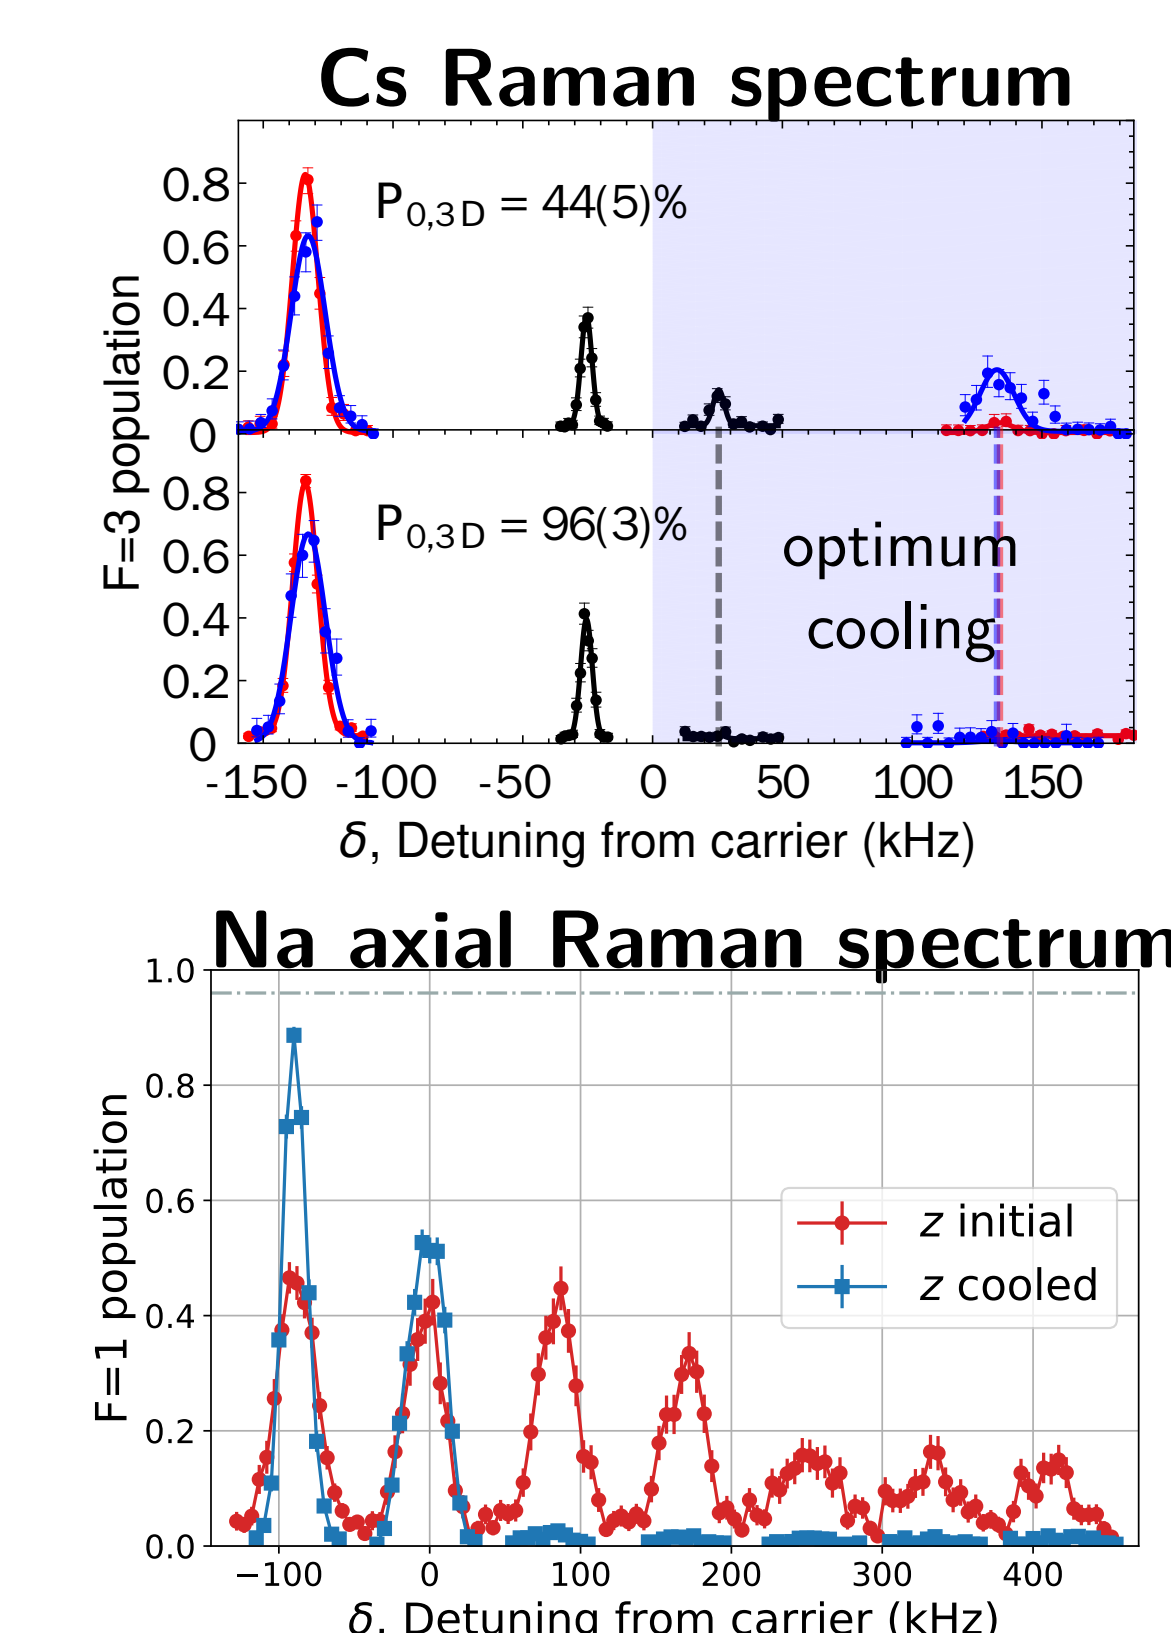 Cs Raman spectrum
P0,3D = 44(5)%
0.8
0.6
0.4
0.2
0
P0,3D = 96(3)%
optimum
cooling
0.8
0.6
0.4
0.2
0
F=3 population
-150 -100 -50 0 50 100 150
δ, Detuning from carrier (kHz)
Na axial Raman spectrum
1.0
0.8
0.6
0.4
0.2
0.0
F=1 population
z initial
z cooled
−100 0 100 200 300 400
δ, Detuning from carrier (kHz)